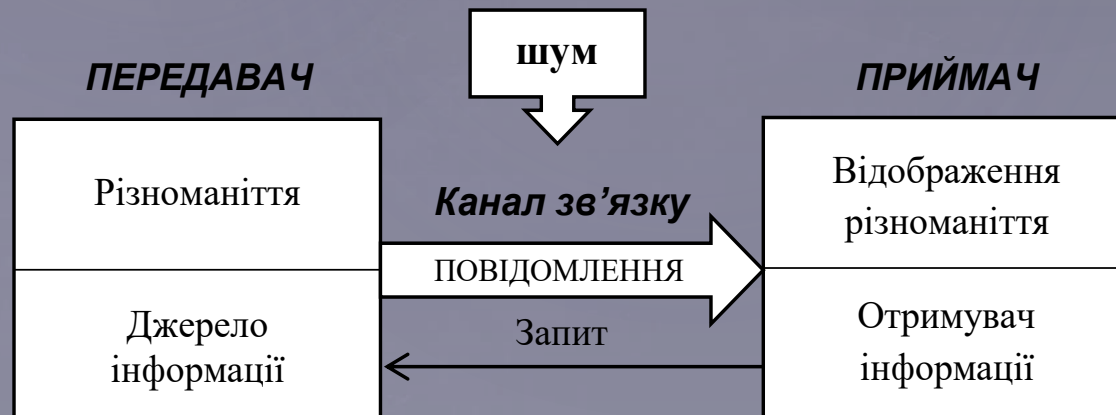 шум
ПЕРЕДАВАЧ
ПРИЙМАЧ
Різноманіття
Джерело
інформації
Канал зв’язку
ПОВІДОМЛЕННЯ
Запит
Відображення
різноманіття
Отримувач
інформації